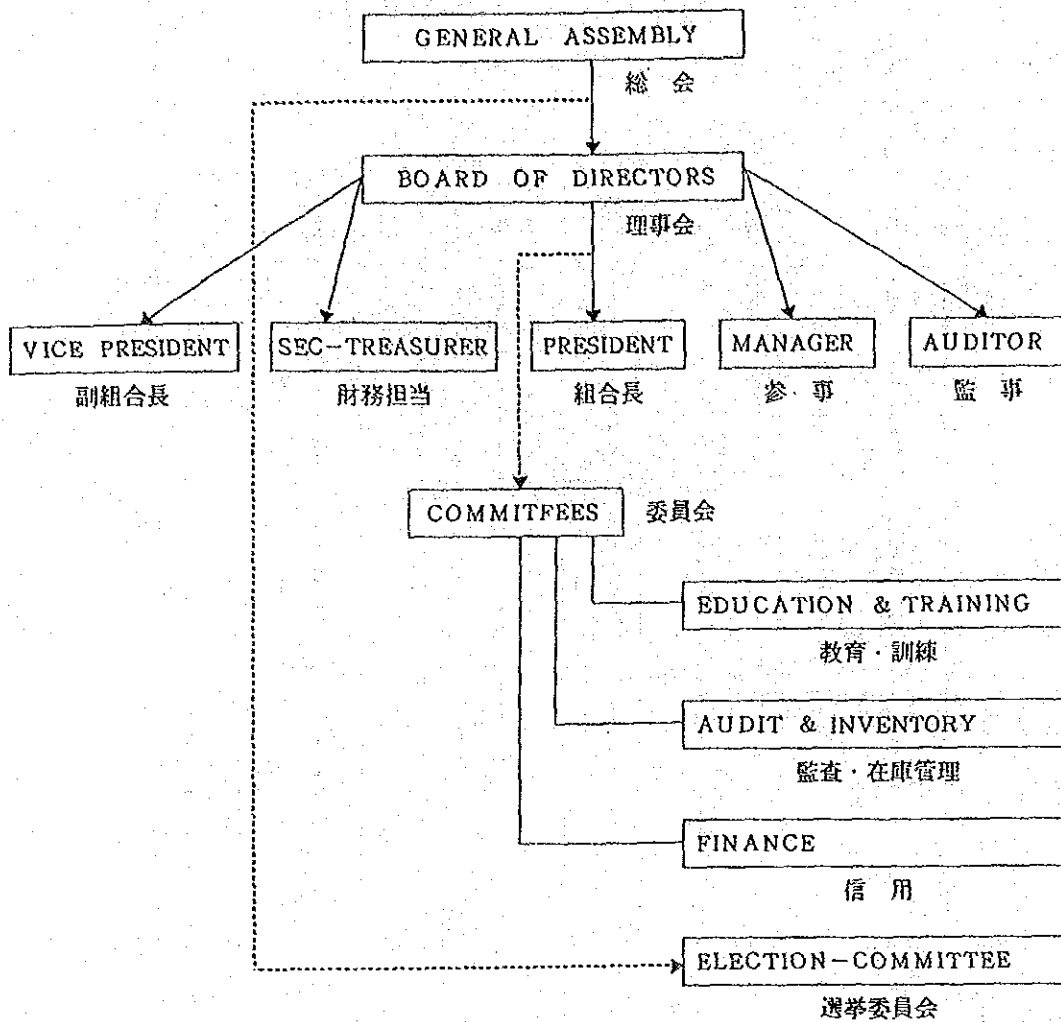 GENERAL ASSEMBLY
総会
BOARD OF DIRECTORS
理事会
VICE PRESIDENT
SEC-TREASURER
PRESIDENT
MANAGER
AUDITOR
副組合長
財務担当
組合長
参事
監事
COMMITFEES
委員会
EDUCATION & TRAINING
教育・訓練
AUDIT & INVENTORY
監査・在庫管理
FINANCE
信用
ELECTION-COMMITTEE
選挙委員会